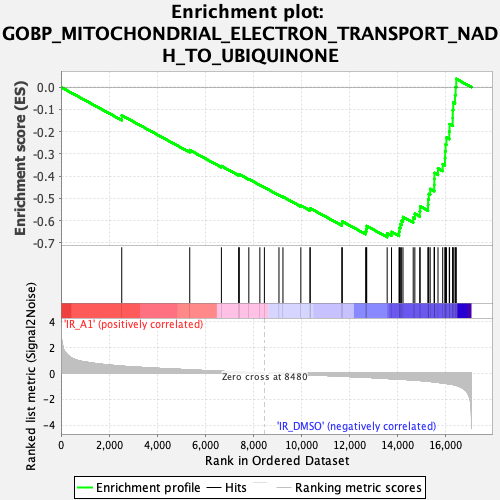 Enrichment plot:
GOBP_MITOCHONDRIAL_ELECTRON_TRANSPORT_NAD
H_TO_UBIQUINONE
Enrichment score (ES)
0.0
-0.1
-0.2
-0.3
-0.4
-0.5
-0.6
-0.7
'IR_A1' (positively correlated)
Ranked list metric (Signal2Noise)
4
2
0
-2
-4
Zero cross at 8480
'IR_DMSO' (negatively correlated)
0
2,000
4,000
6,000
8,000
10,000
12,000
14,000
16,000
Rank in Ordered Dataset
Enrichment profile
Hits
Ranking metric scores